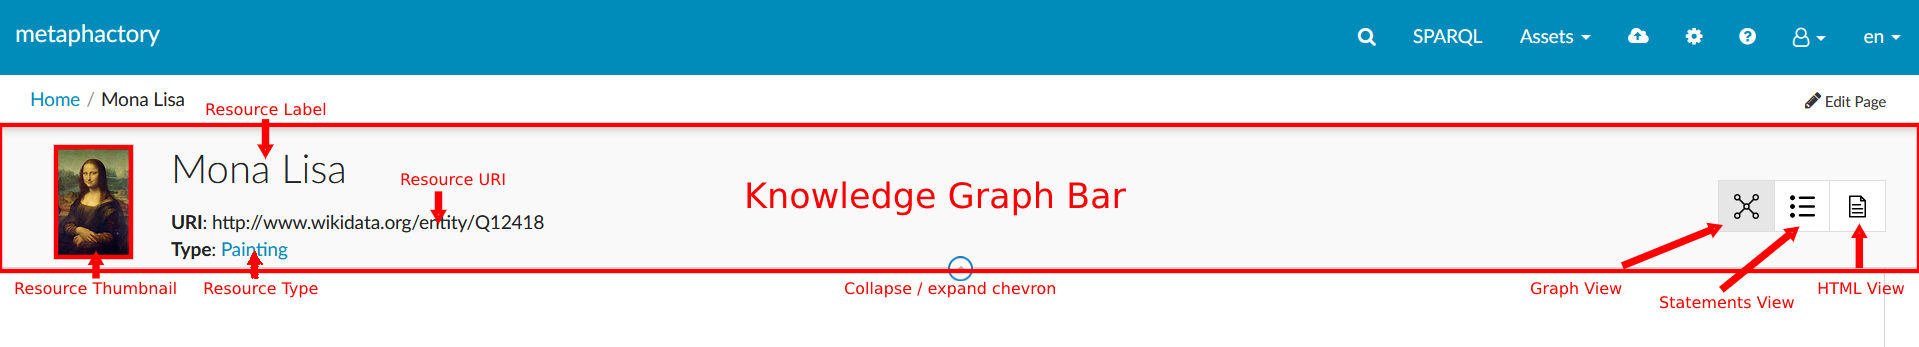 metaphactory
SPARQL
Assets
en
Home / Mona Lisa
Edit Page
Resource Label
Mona Lisa
Resource URI
Knowledge Graph Bar
URI: http://www.wikidata.org/entity/Q12418
Type: Painting
Resource Thumbnail
Resource Type
Collapse / expand chevron
Graph View
Statements View
HTML View